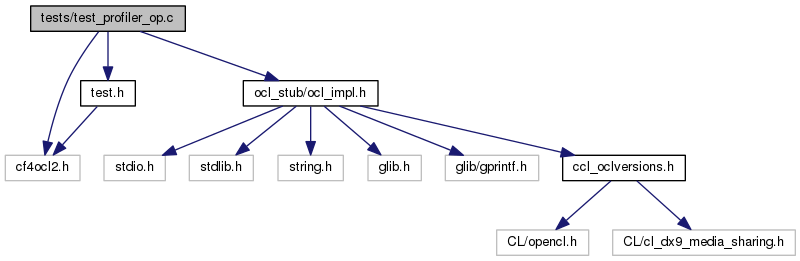 tests/test_profiler_op.c
test.h
ocl_stub/ocl_impl.h
cf4ocl2.h
stdio.h
stdlib.h
string.h
glib.h
glib/gprintf.h
ccl_oclversions.h
CL/opencl.h
CL/cl_dx9_media_sharing.h